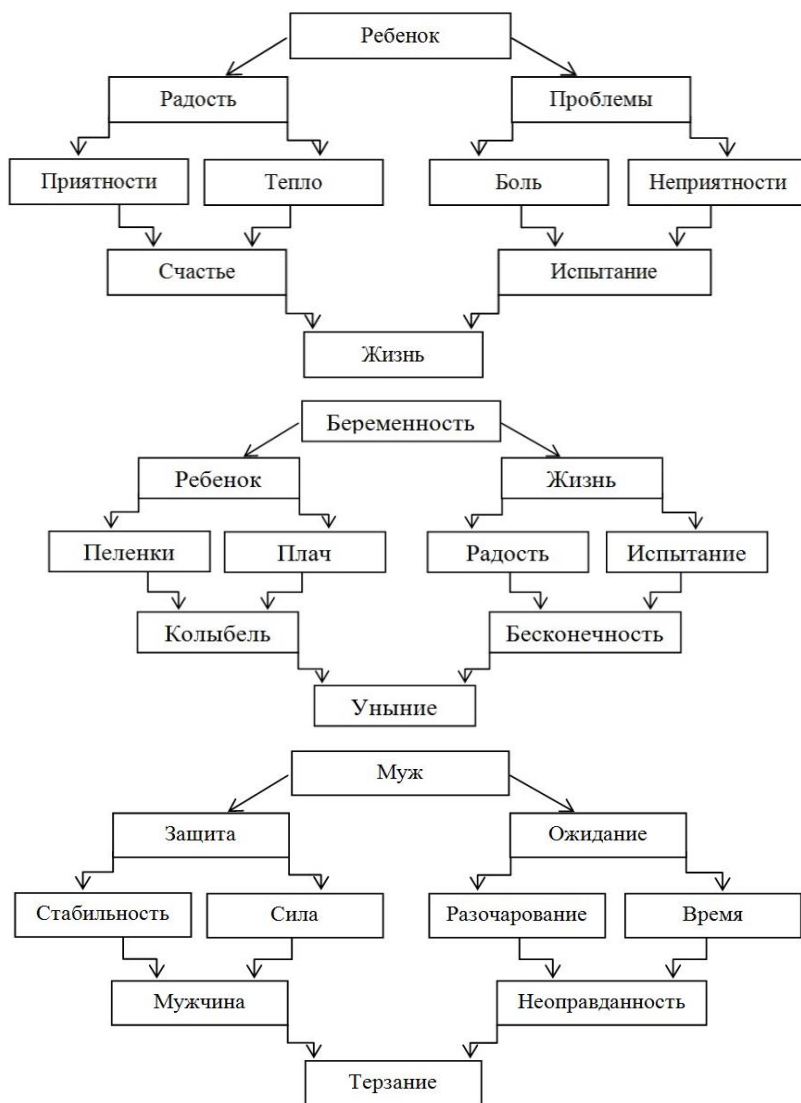 Ребенок
Радость Проблемы
Приятности Тепло Боль Неприятности
Счастье Испытание
Жизнь
Беременность
Ребенок Жизнь
Пеленки Плач Радость Испытание
Колыбель Бесконечность
Уныние
Муж
Защита Ожидание
Стабильность Сила Разочарование Время
Мужчина Неоправданность
Терзание